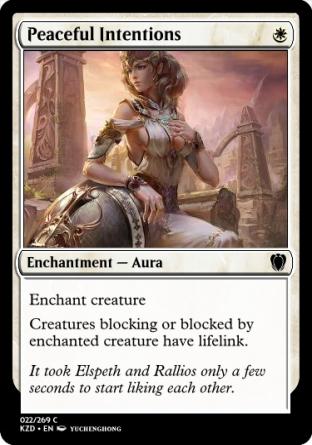 Peaceful Intentions
Enchantment — Aura
Enchant creature
Creatures blocking or blocked by
enchanted creature have lifelink.
It took Elspeth and Rallios only a few
seconds to start liking each other.
022/269 C
KZD • EN YUCHENGHONG